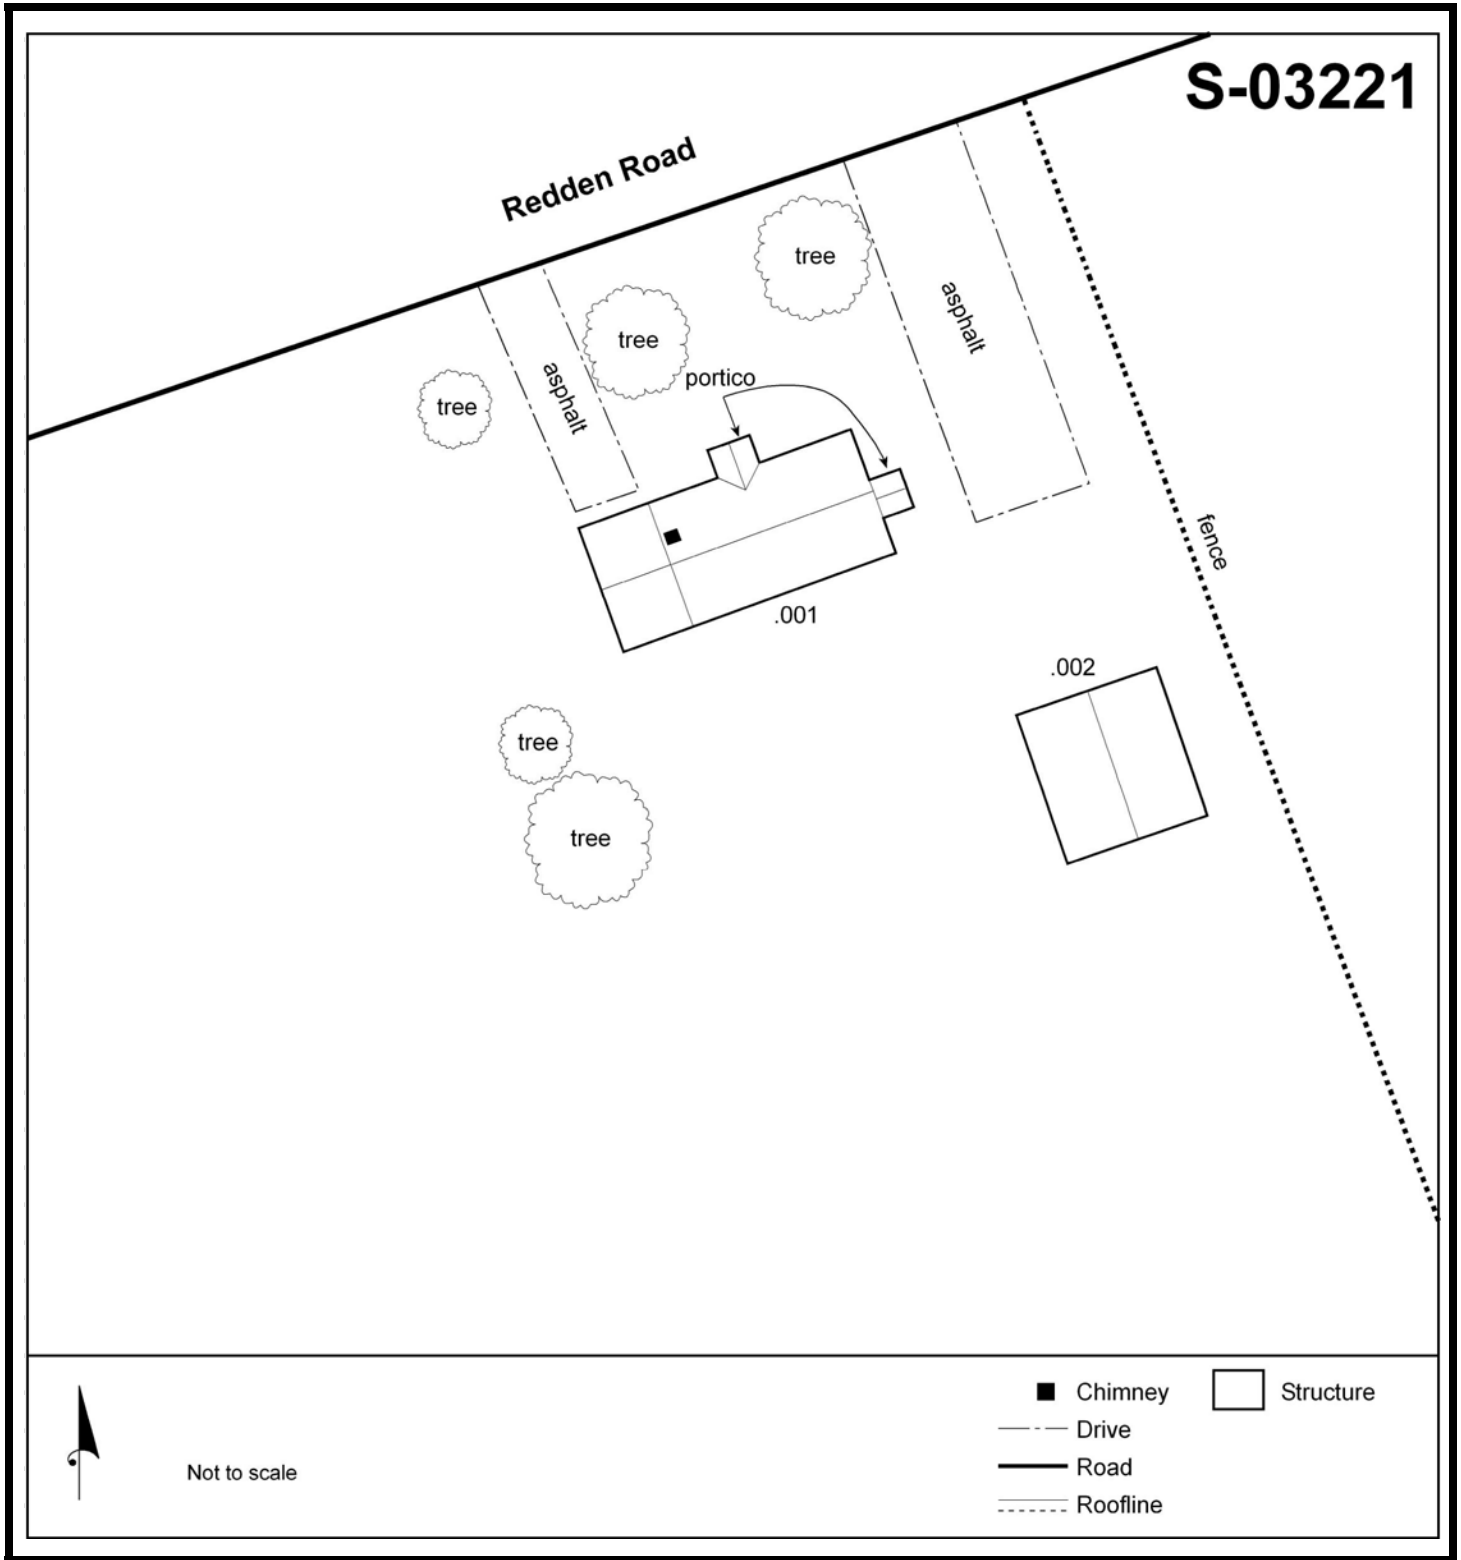 S-03221
Redden Road
tree
tree
asphalt
tree
asphalt
portico
tree
fence
.001
.002
tree
tree
Chimney
Structure
Drive
Road
Roofline
Not to scale